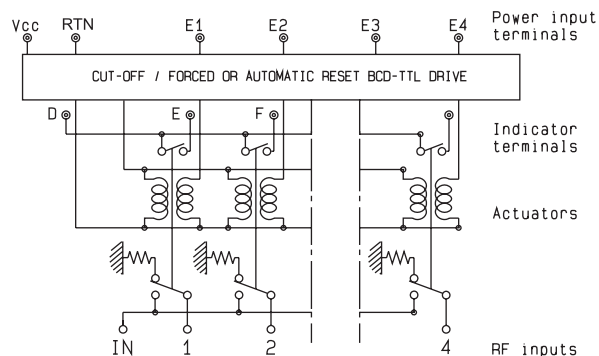 Vcc RTN E1 E2 E3 E4 Power input
terminals
CUT-OFF / FORCED OR AUTOMATIC RESET BCD-TTL DRIVE
D E F
Indicator
terminals
Actuators
IN 1 2 4 RF inputs